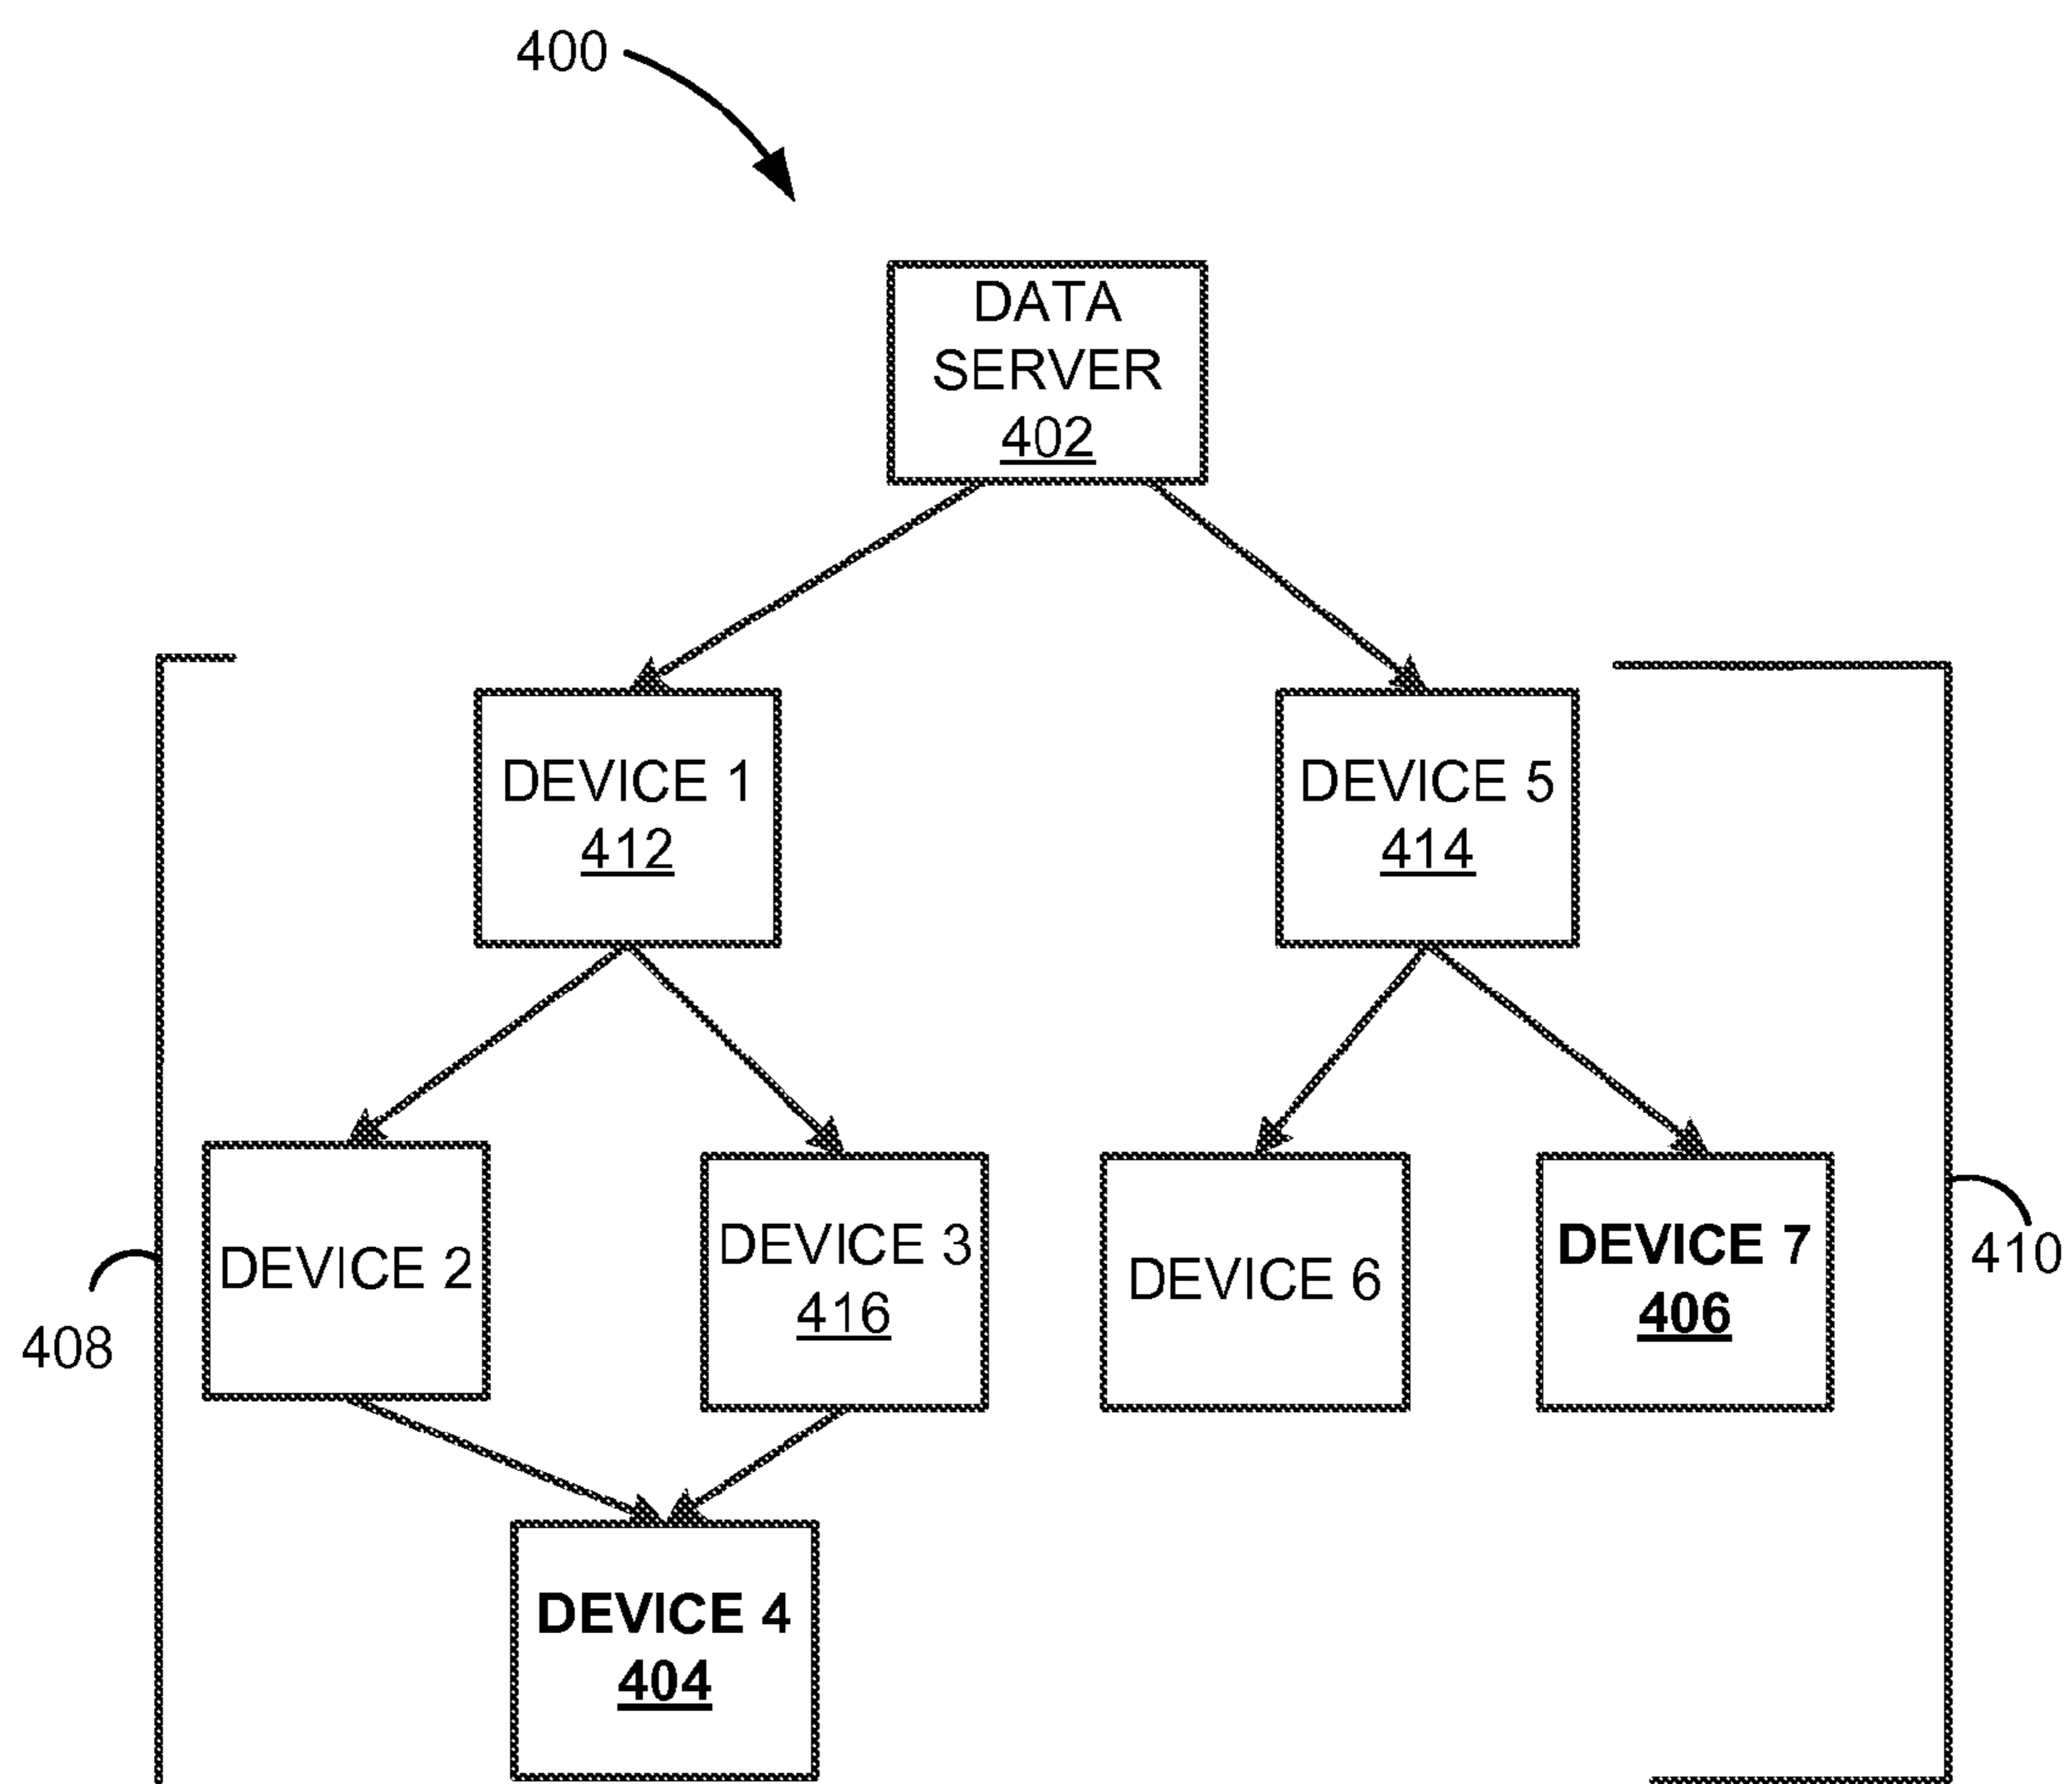 400
DATA
SERVER
402
DEVICE 1
412
DEVICE 5
414
DEVICE 2
DEVICE 3
416
DEVICE 6
DEVICE 7
406
408
410
DEVICE 4
404